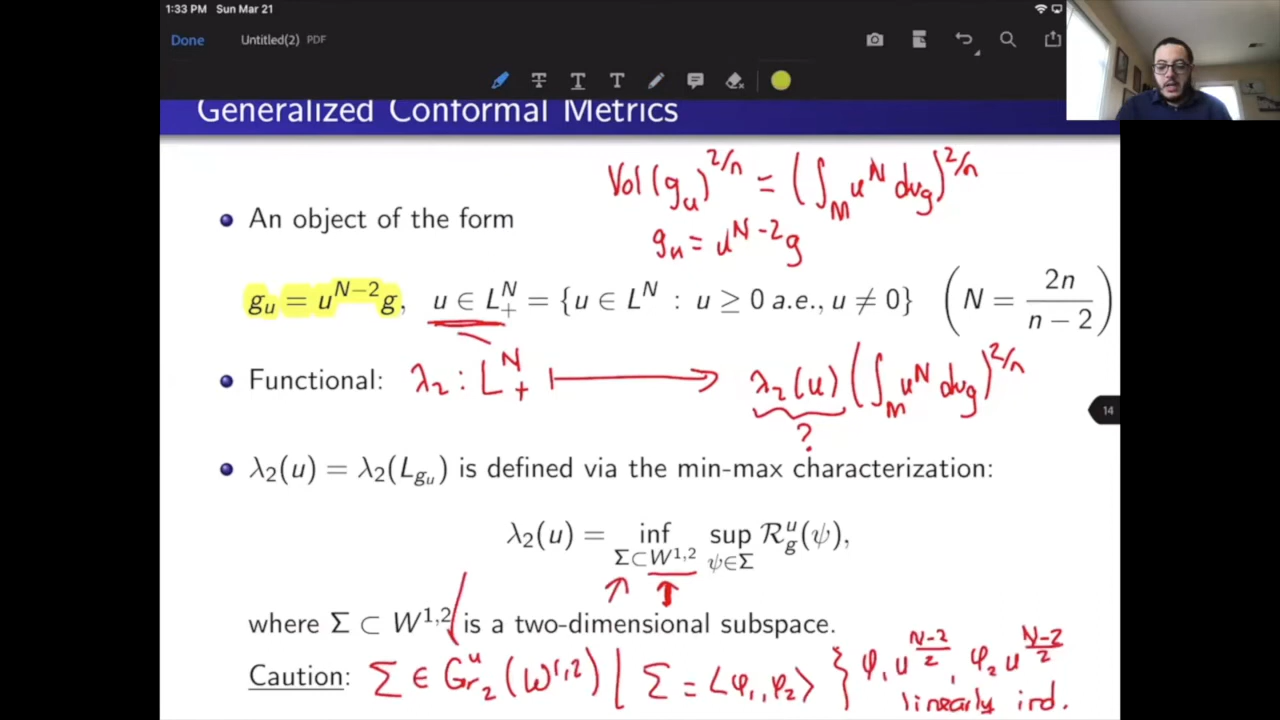 1:33 PM Sun Mar 21
Done Untitled(2) PDF
Generalized Conformal Metrics
Vol(g_u)^{2/n} = (∫_M u^N dv_g)^{2/n}
• An object of the form
g_u = u^{N-2} g
g_u = u^{N−2}g, u ∈ L^N_+ = {u ∈ L^N : u ≥ 0 a.e., u ≠ 0} (N = 2n/(n − 2))
• Functional: λ_2 : L^N_+ ⟼ λ_2(u) (∫_M u^N dv_g)^{2/n}
?
14
• λ_2(u) = λ_2(L_{g_u}) is defined via the min-max characterization:
λ_2(u) = inf_{Σ⊂W^{1,2}} sup_{ψ∈Σ} R^u_g(ψ),
where Σ ⊂ W^{1,2} is a two-dimensional subspace.
Caution: Σ ∈ Gr^u_2(W^{1,2}) | Σ = ⟨φ_1, φ_2⟩ } φ_1 u^{(N-2)/2}, φ_2 u^{(N-2)/2}
linearly ind.